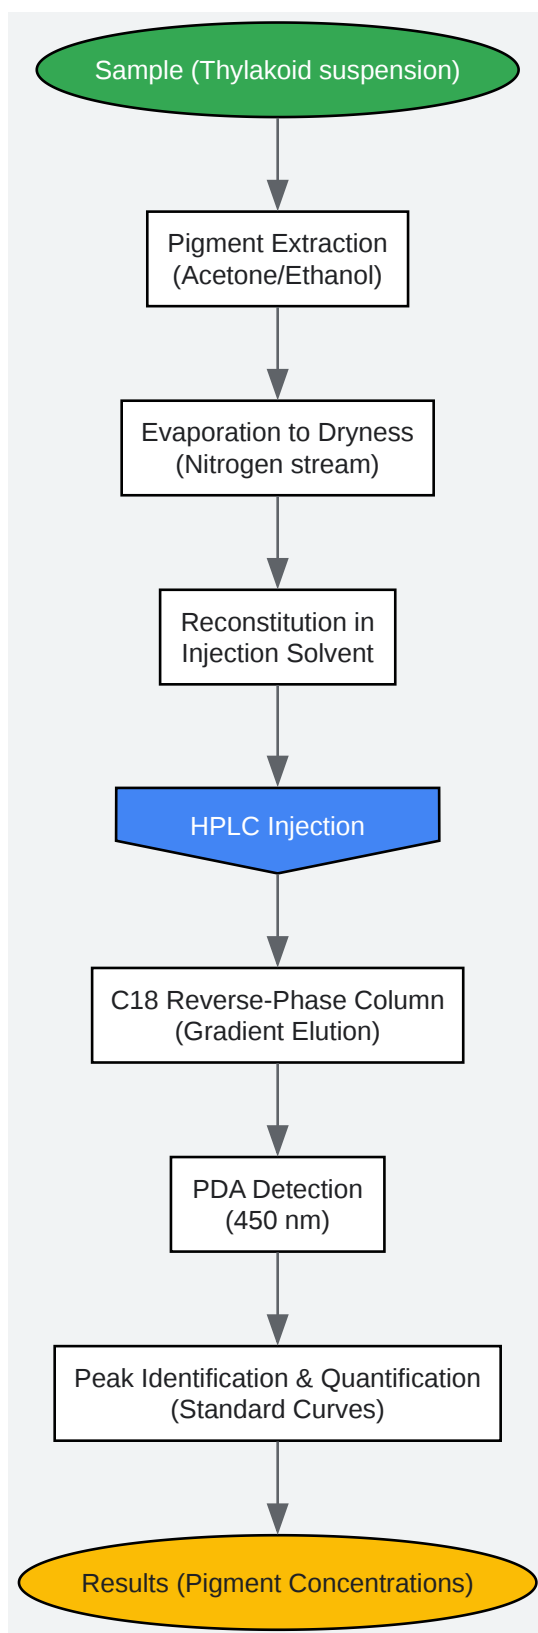 Sample (Thylakoid suspension)
Pigment Extraction
(Acetone/Ethanol)
Evaporation to Dryness
(Nitrogen stream)
Reconstitution in
Injection Solvent
HPLC Injection
C18 Reverse-Phase Column
(Gradient Elution)
PDA Detection
(450 nm)
Peak Identification & Quantification
(Standard Curves)
Results (Pigment Concentrations)